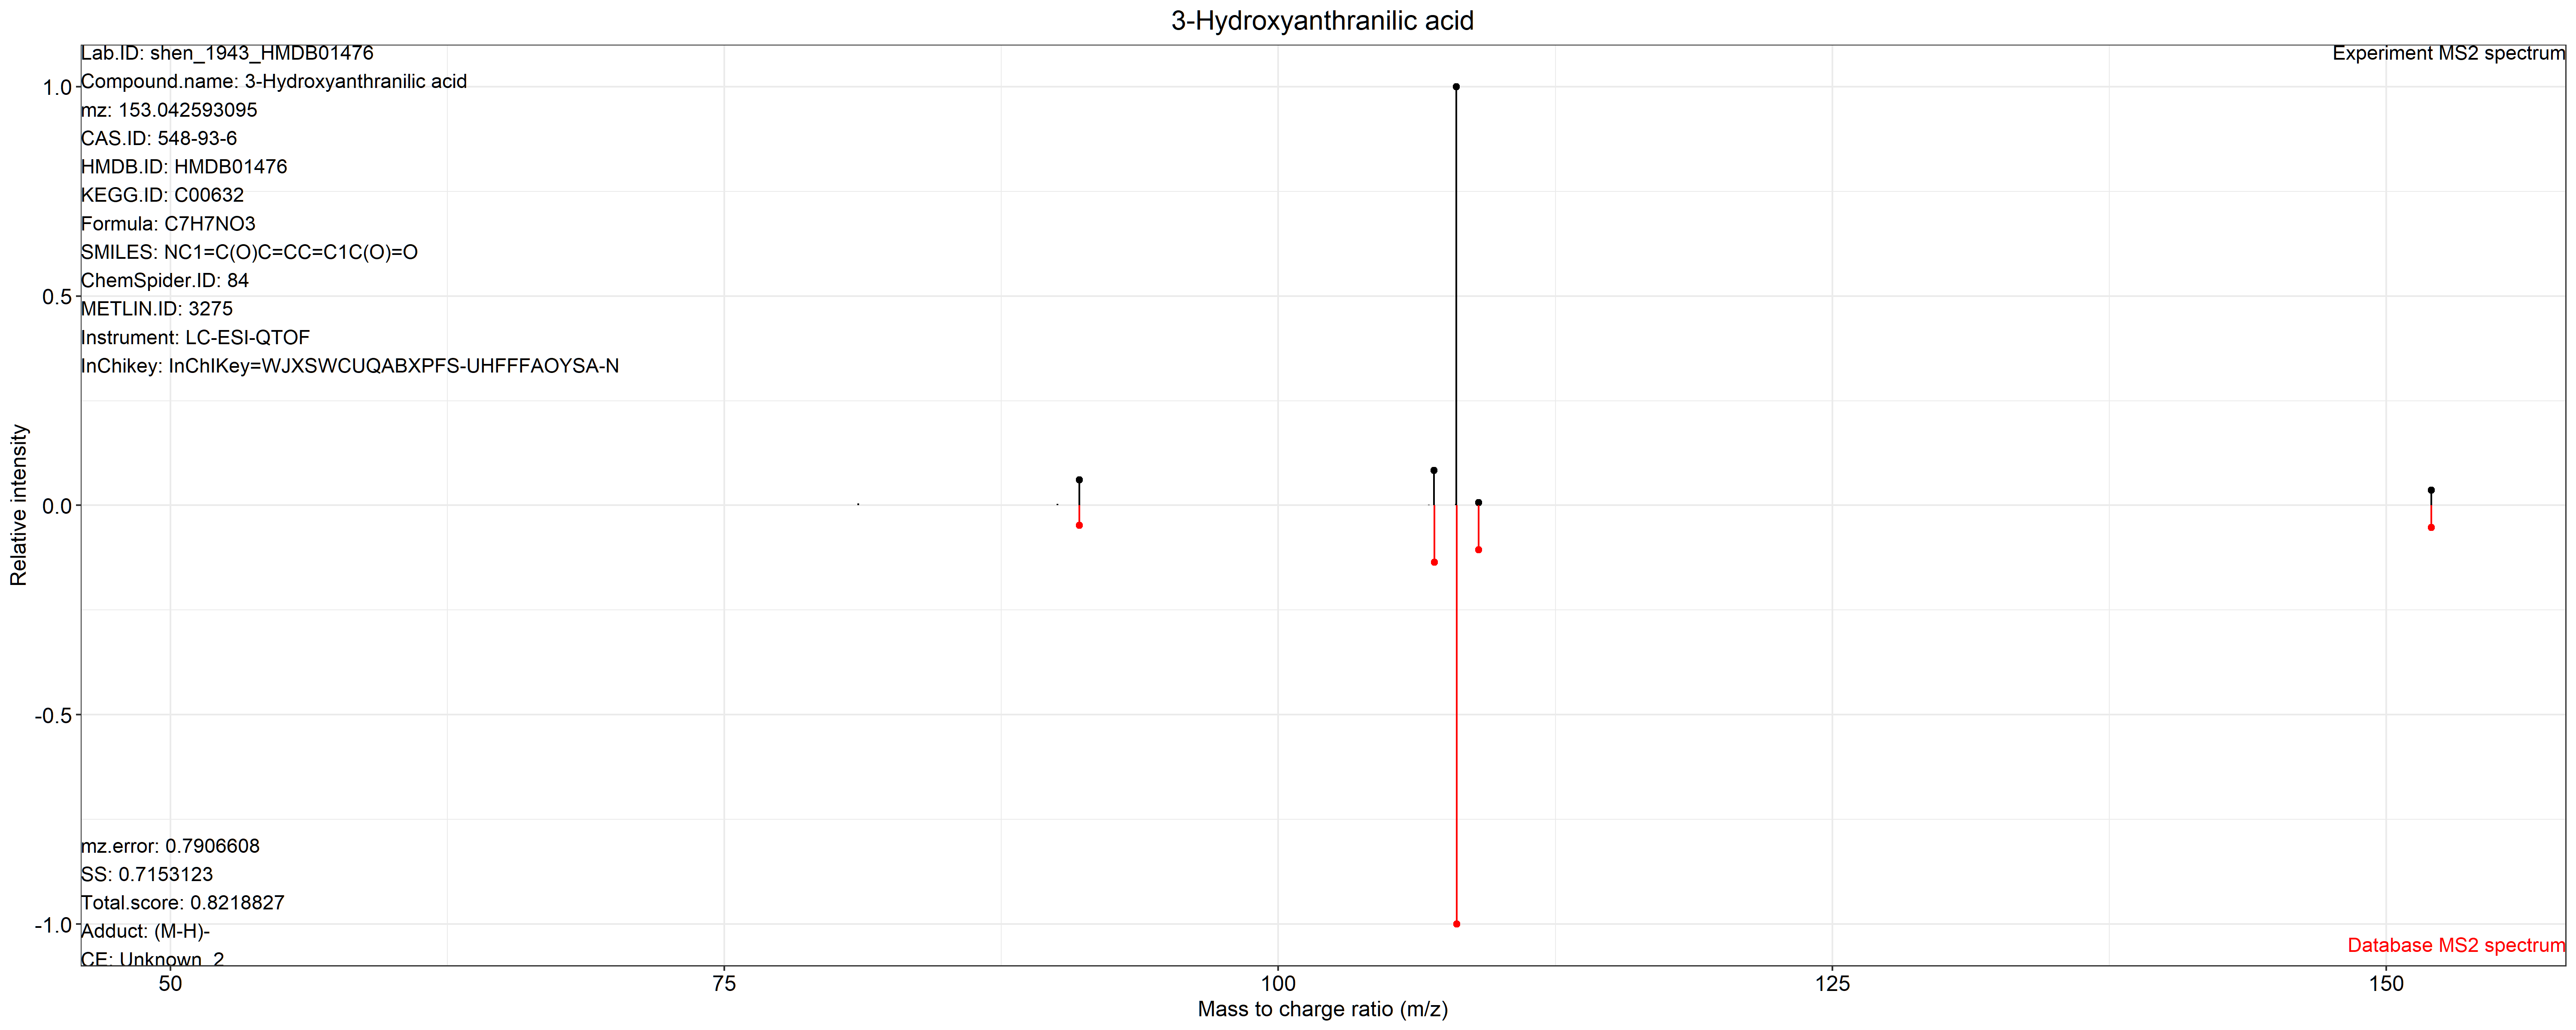 3-Hydroxyanthranilic acid
Lab.ID: shen_1943_HMDB01476
Experiment MS2 spectrum
Compound.name: 3-Hydroxyanthranilic acid
mz: 153.042593095
CAS.ID: 548-93-6
HMDB.ID: HMDB01476
KEGG.ID: C00632
Formula: C7H7NO3
SMILES: NC1=C(O)C=CC=C1C(O)=O
ChemSpider.ID: 84
METLIN.ID: 3275
Instrument: LC-ESI-QTOF
InChikey: InChIKey=WJXSWCUQABXPFS-UHFFFAOYSA-N
1.0
0.5
0.0
-0.5
-1.0
Relative intensity
mz.error: 0.7906608
SS: 0.7153123
Total.score: 0.8218827
Adduct: (M-H)-
CE: Unknown_2
Database MS2 spectrum
50
75
100
125
150
Mass to charge ratio (m/z)